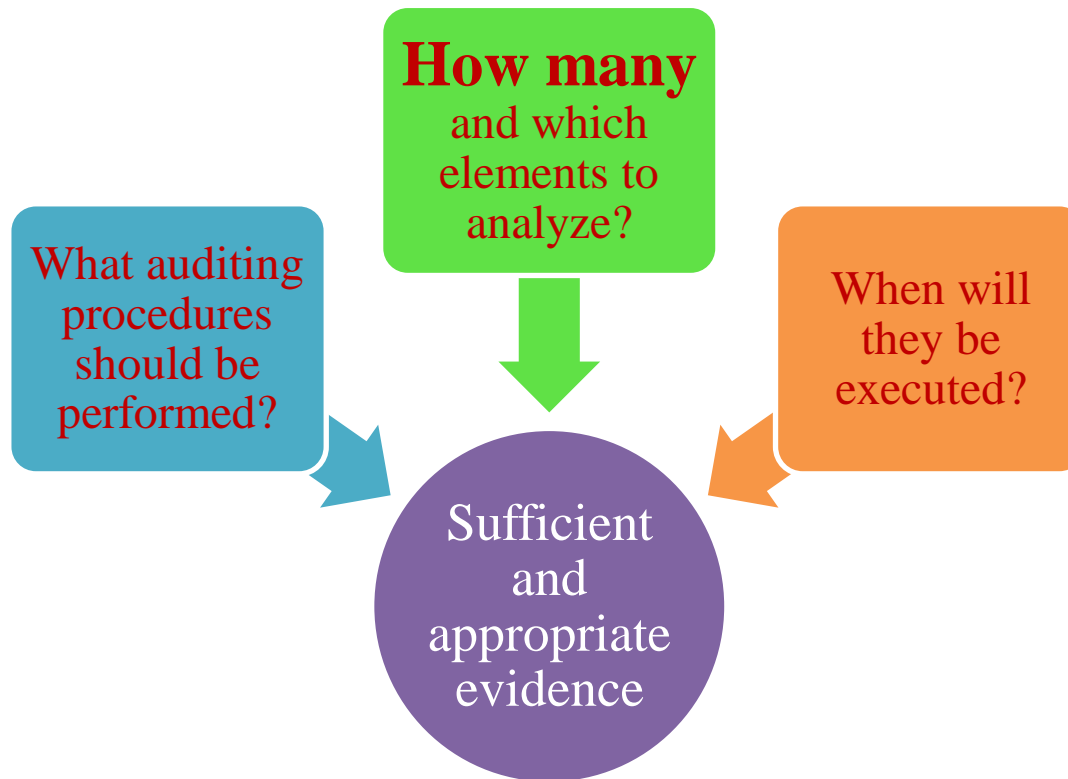 How many
and which
elements to
analyze?
What auditing
procedures
should be
performed?
When will
they be
executed?
Sufficient
and
appropriate
evidence